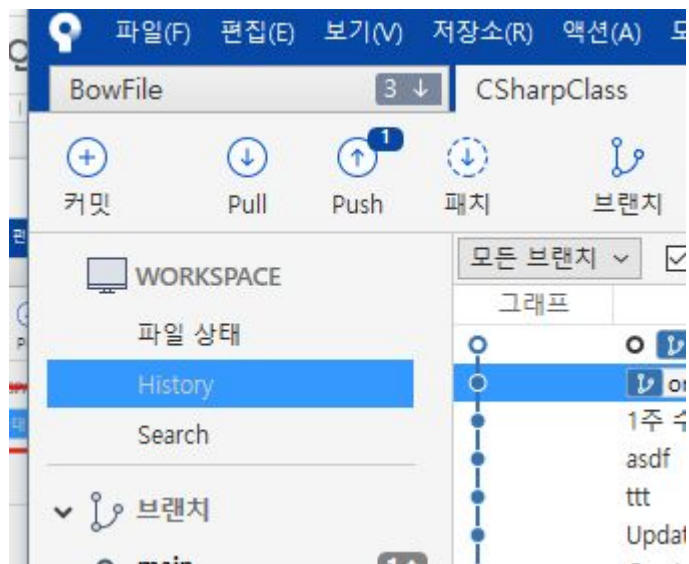 파일(F) 편집(E) 보기(V) 저장소(R) 액션(A)
BowFile 3 ↓ CSharpClass
1
커밋 Pull Push 패치 브랜치
WORKSPACE 모든 브랜치
그래프
파일 상태
History
Search
1주
asdf
ttt
브랜치
main